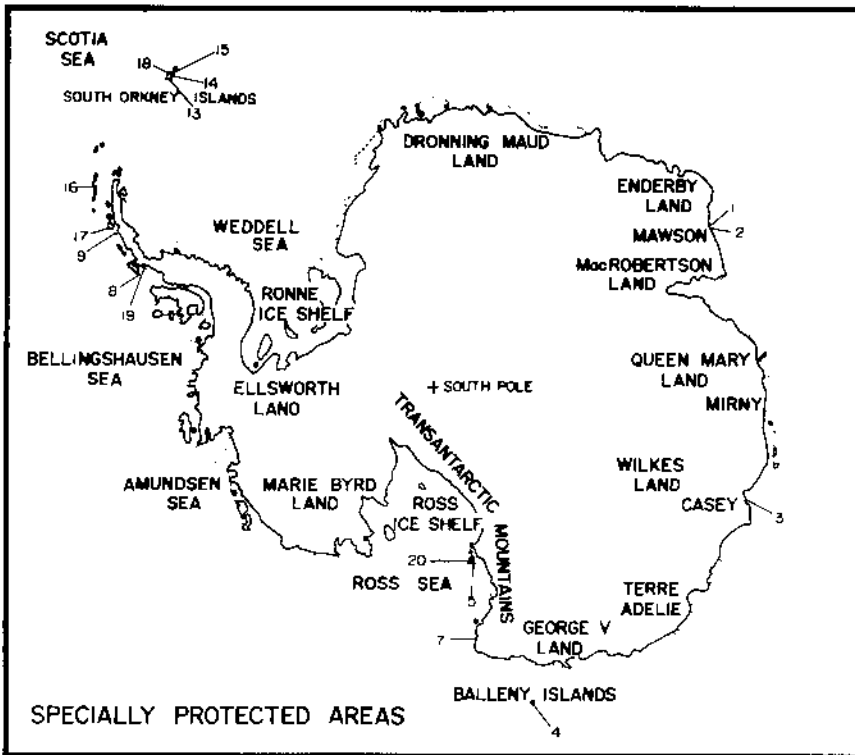 SCOTIA
SEA
15
18
14
SOUTH ORKNEY ISLANDS
13
DRONNING MAUD
LAND
ENDERBY
LAND
1
2
MAWSON
MacROBERTSON
LAND
16
17
9
8
19
WEDDELL
SEA
RONNE
ICE SHELF
BELLINGSHAUSEN
SEA
ELLSWORTH
LAND
+ SOUTH POLE
QUEEN MARY
LAND
MIRNY
TRANSANTARCTIC
MOUNTAINS
AMUNDSEN
SEA
MARIE BYRD
LAND
ROSS
ICE SHELF
WILKES
LAND
CASEY
3
20
ROSS SEA
TERRE
ADELIE
7
GEORGE V
LAND
BALLENY ISLANDS
4
SPECIALLY PROTECTED AREAS